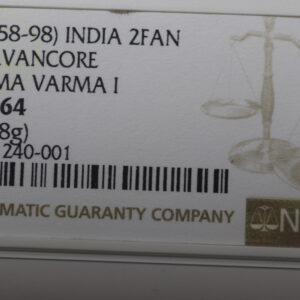 58-98) INDIA 2FAN
VANCORE
MA VARMA I
64
8g)
240-001
MATIC GUARANTY COMPANY
N